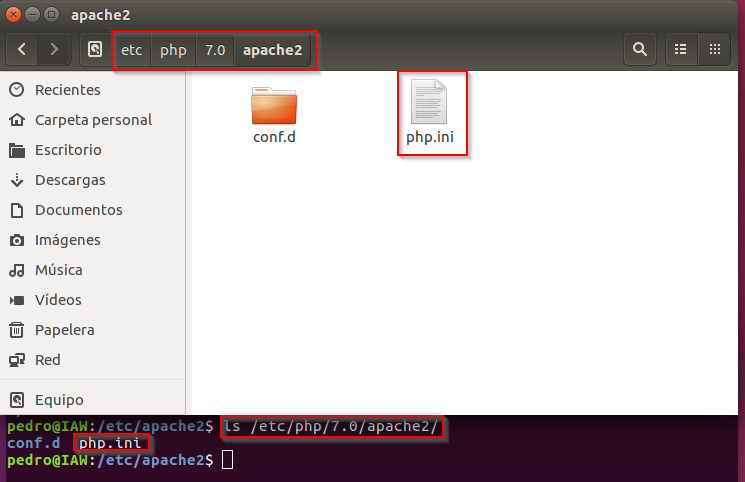 apache2
etc php 7.0 apache2
Recientes
Carpeta personal
Escritorio
Descargas
Documentos
Imágenes
Música
Vídeos
Papelera
Red
Equipo
conf.d
php.ini
pedro@IAW:/etc/apache2$ ls /etc/php/7.0/apache2/
conf.d php.ini
pedro@IAW:/etc/apache2$